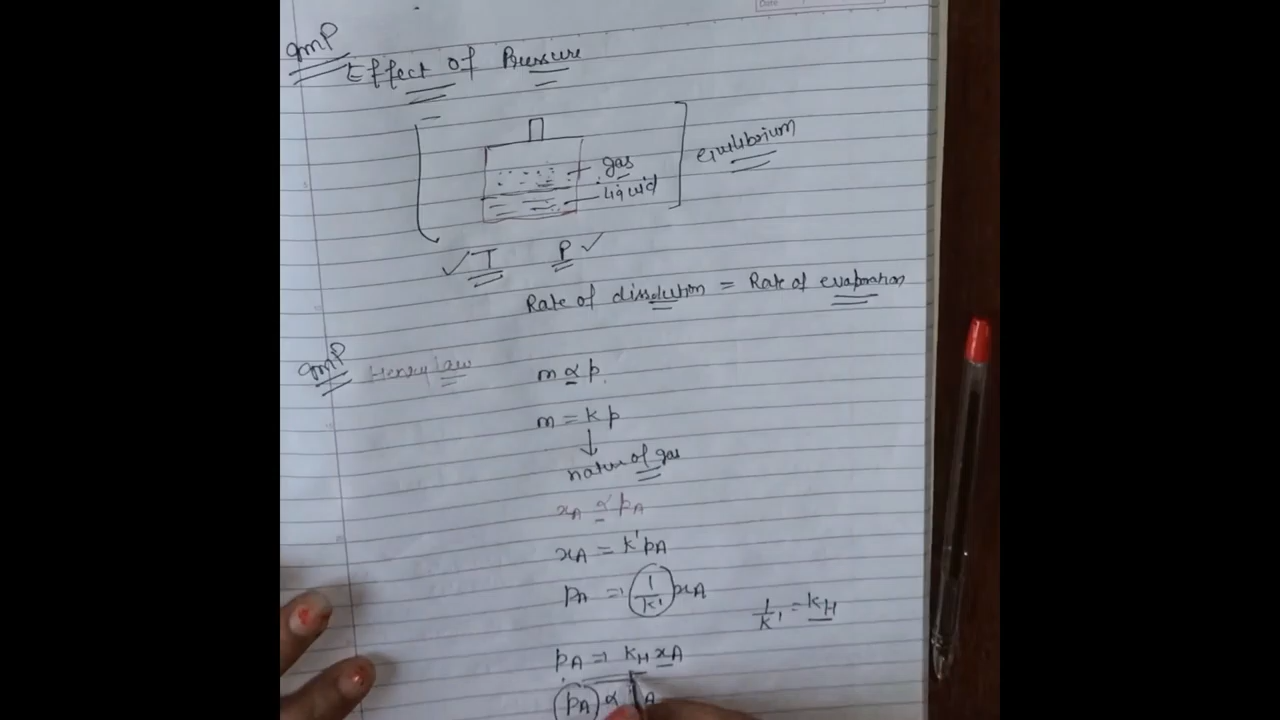 Date
Imp
Effect of Pressure
gas
liquid
equilibrium
T P
Rate of dissolution = Rate of evaporation
Imp
Henry law
m ∝ p
m = k p
nature of gas
xA ∝ pA
xA = k' pA
pA = 1/k' xA
1/k' = kH
pA = kH xA
pA ∝